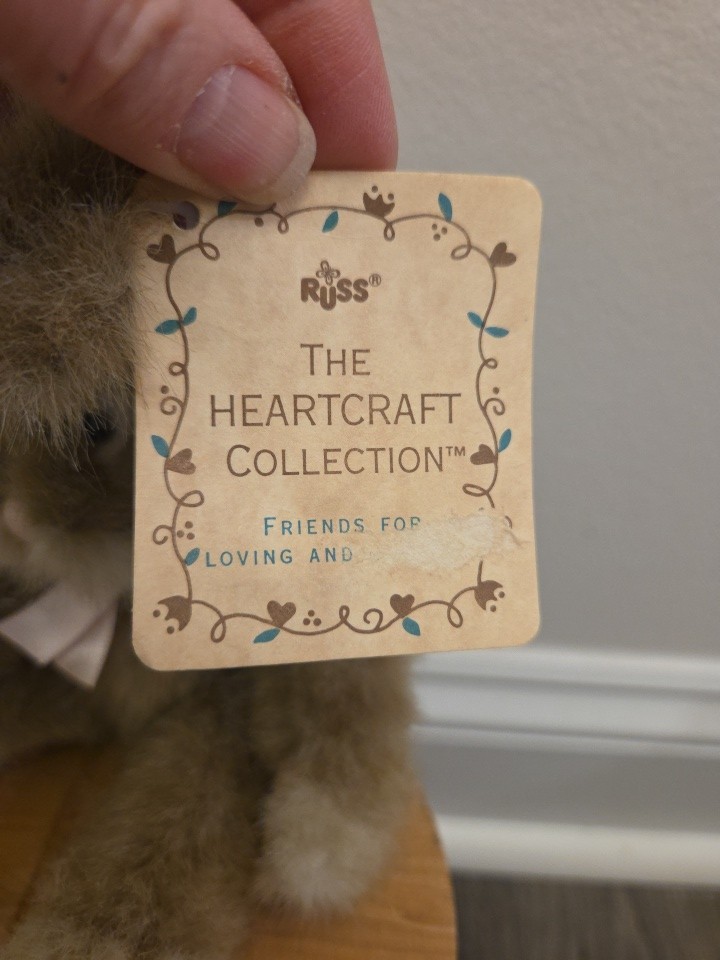 RUSS®
THE
HEARTCRAFT
COLLECTION™
FRIENDS FOR
LOVING AND